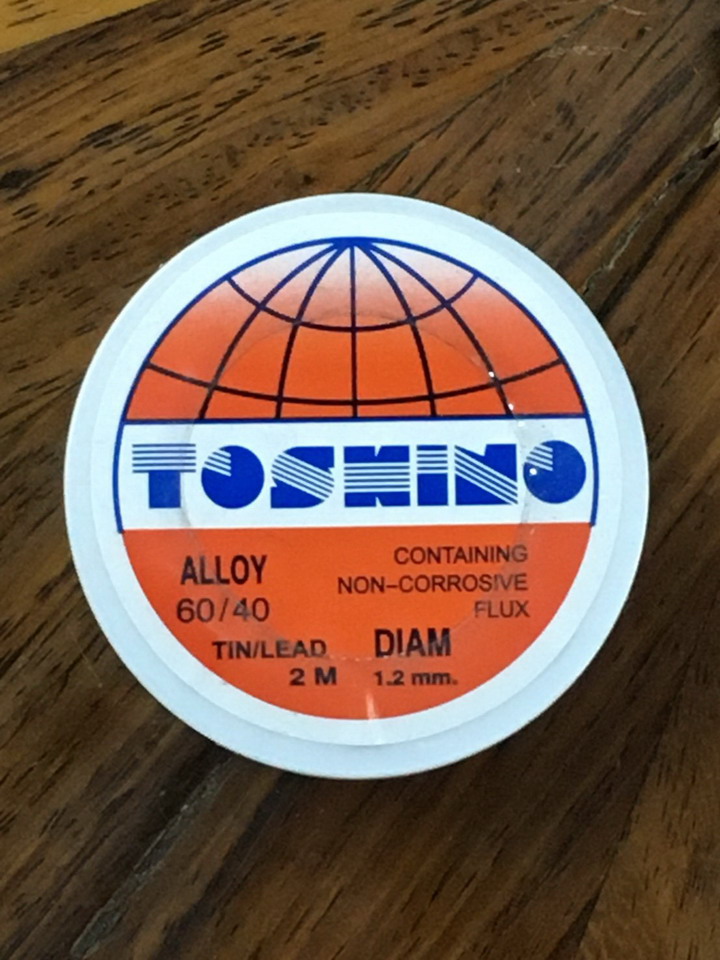 TOSHINO
ALLOY
60/40
TIN/LEAD
2 M
CONTAINING
NON-CORROSIVE
FLUX
DIAM
1.2 mm.